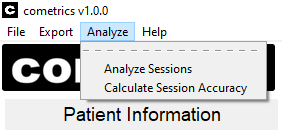 cometrics v1.0.0
File Export Analyze Help
Analyze Sessions
Calculate Session Accuracy
Patient Information